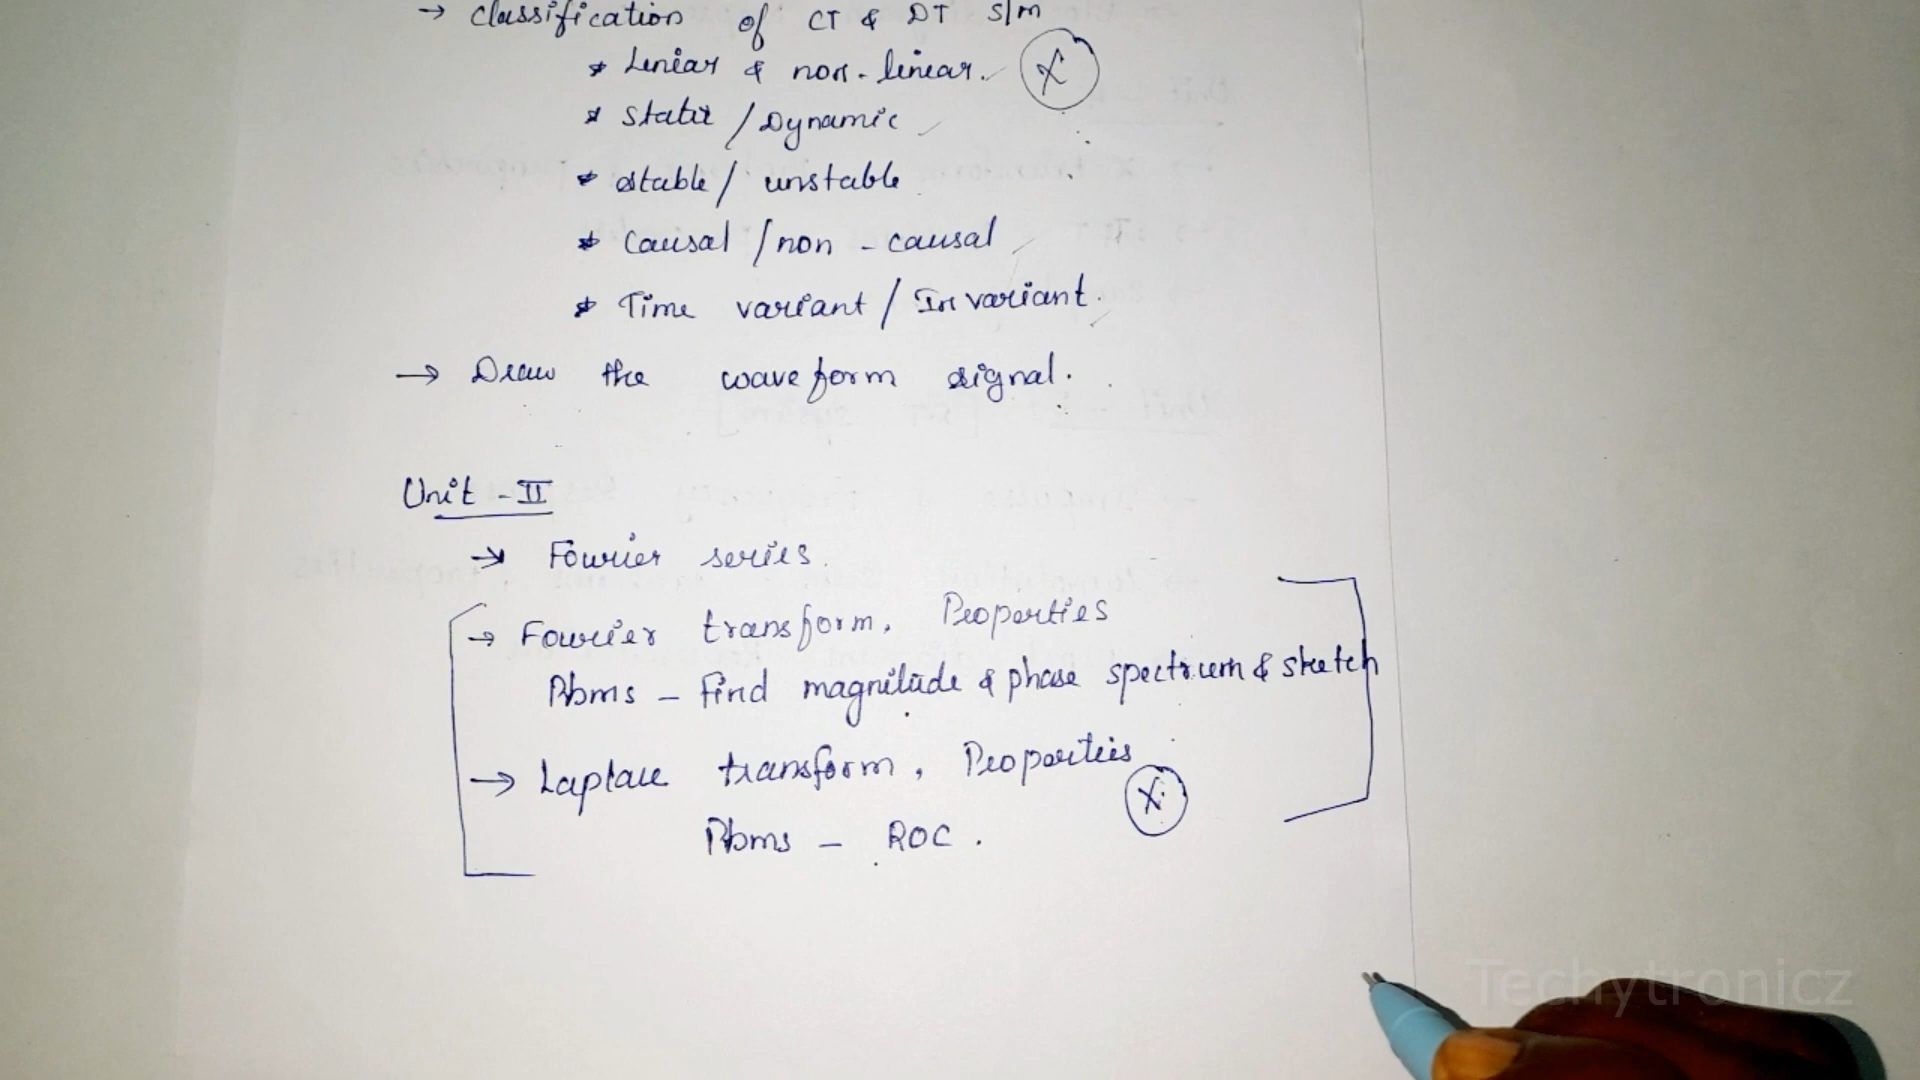 → Classification of CT & DT S/m
* Liniar & non-linear.
* Static / Dynamic
* stable / unstable
* Causal / non - causal
* Time variant / Invariant.
→ Draw the waveform signal.
Unit - II
→ Fourier series.
→ Fourier transform, Properties
Pbms - Find magnitude & phase spectrum & sketch
→ Laplace transform, Properties
Pbms - ROC.
Techytronicz